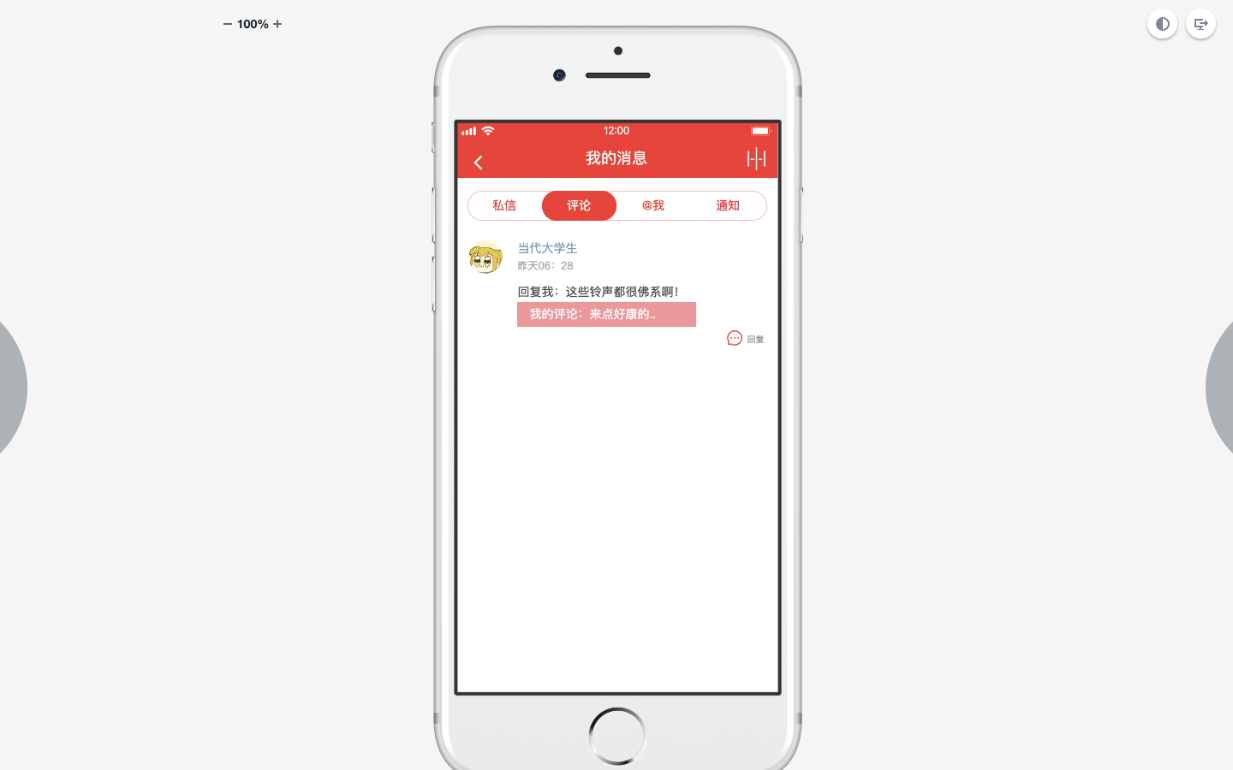 − 100% +
12:00
我的消息
私信 评论 @我 通知
当代大学生
昨天06：28
回复我：这些铃声都很佛系啊！
我的评论：来点好康的..
回复